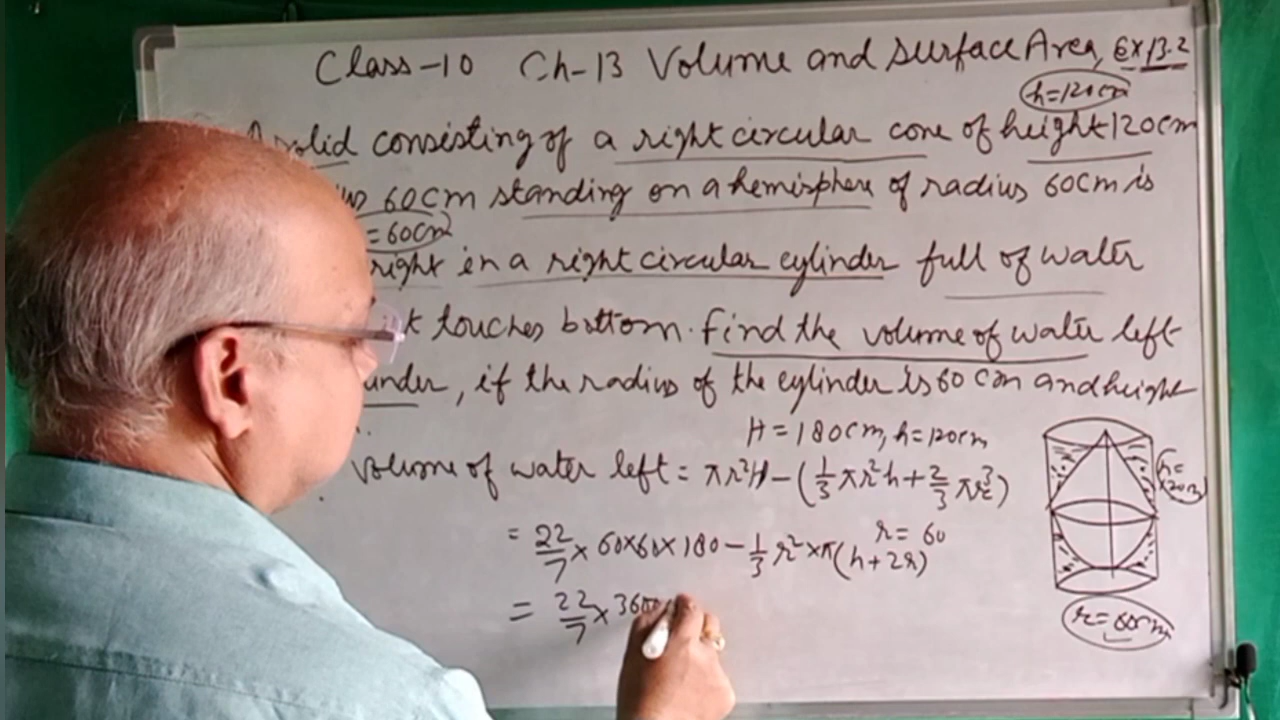 Class-10 Ch-13 Volume and Surface Area, Ex 13.2
h=120cm
solid consisting of a right circular cone of height 120cm
60cm standing on a hemisphere of radius 60cm is
= 60cm
right in a right circular cylinder full of water
touches bottom. Find the volume of water left
, if the radius of the cylinder is 60 cm and height
H = 180cm, h = 120cm
volume of water left = πr²H - (1/3 πr²h + 2/3 πr³)
r = 60
= 22/7 × 60×60×180 - 1/3 r²×π(h+2r)
= 22/7 × 360
h=120cm
r=60cm